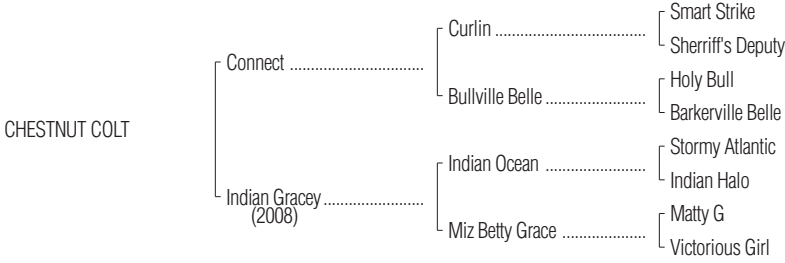 Smart Strike
Curlin ....................................
Sherriff's Deputy
Connect ................................
Holy Bull
Bullville Belle ........................
Barkerville Belle
CHESTNUT COLT
Stormy Atlantic
Indian Ocean ........................
Indian Halo
Indian Gracey ........................
(2008)
Matty G
Miz Betty Grace ....................
Victorious Girl